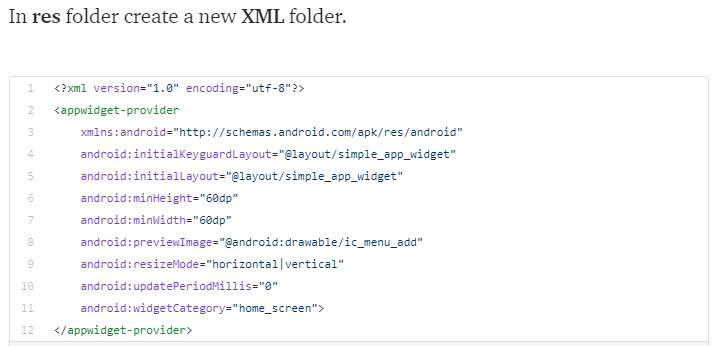 In res folder create a new XML folder.
1 <?xml version="1.0" encoding="utf-8"?>
2 <appwidget-provider
3     xmlns:android="http://schemas.android.com/apk/res/android"
4     android:initialKeyguardLayout="@layout/simple_app_widget"
5     android:initialLayout="@layout/simple_app_widget"
6     android:minHeight="60dp"
7     android:minWidth="60dp"
8     android:previewImage="@android:drawable/ic_menu_add"
9     android:resizeMode="horizontal|vertical"
10     android:updatePeriodMillis="0"
11     android:widgetCategory="home_screen">
12 </appwidget-provider>